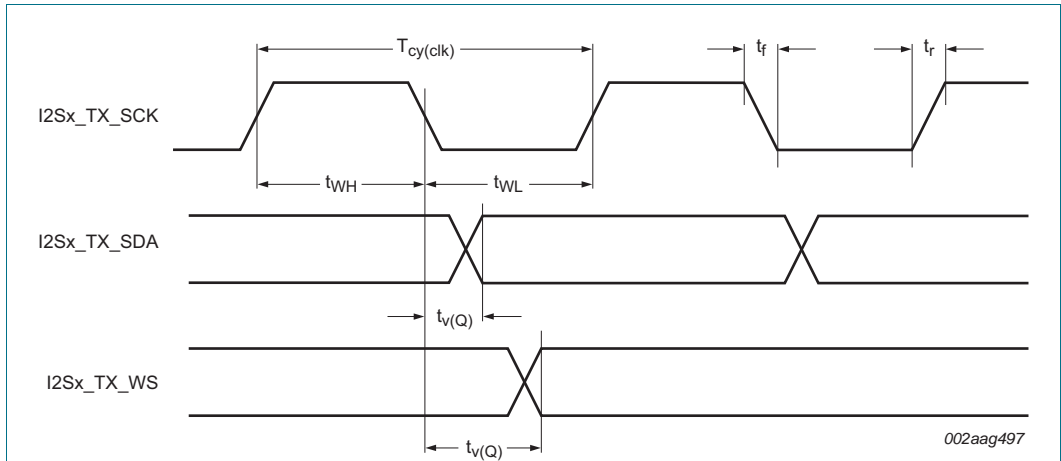 T_cy(clk)
t_f
t_r
I2Sx_TX_SCK
t_WH
t_WL
I2Sx_TX_SDA
t_v(Q)
I2Sx_TX_WS
t_v(Q)
002aag497